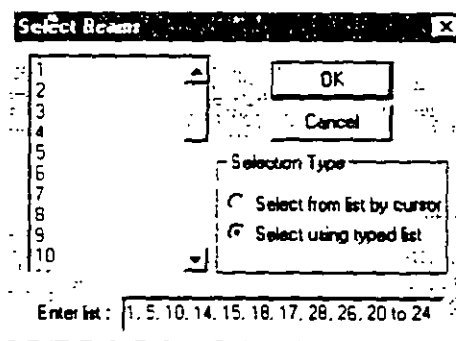 Select Beams
1
2
3
4
5
6
7
8
9
10
OK
Cancel
Selection Type
Select from list by cursor
Select using typed list
Enter list : 1, 5, 10, 14, 15, 18, 17, 28, 26, 20 to 24